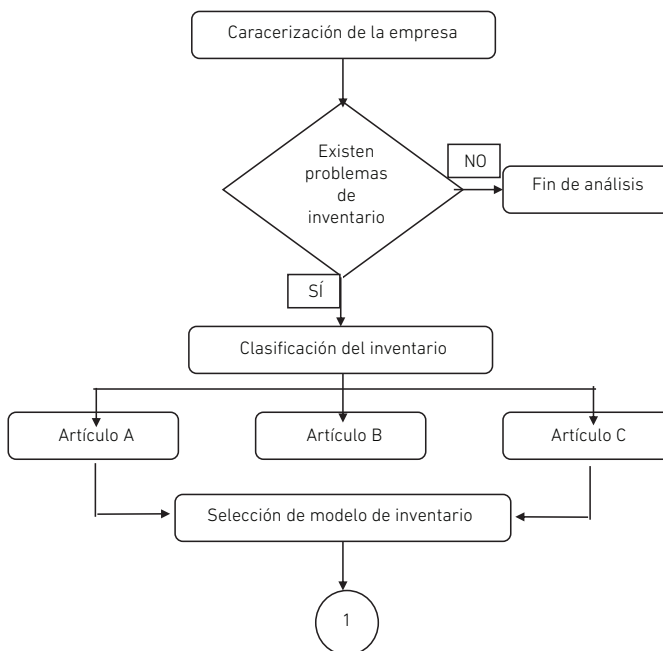 Caracerización de la empresa
Existen
problemas
de
inventario
NO
Fin de análisis
SÍ
Clasificación del inventario
Artículo A
Artículo B
Artículo C
Selección de modelo de inventario
1